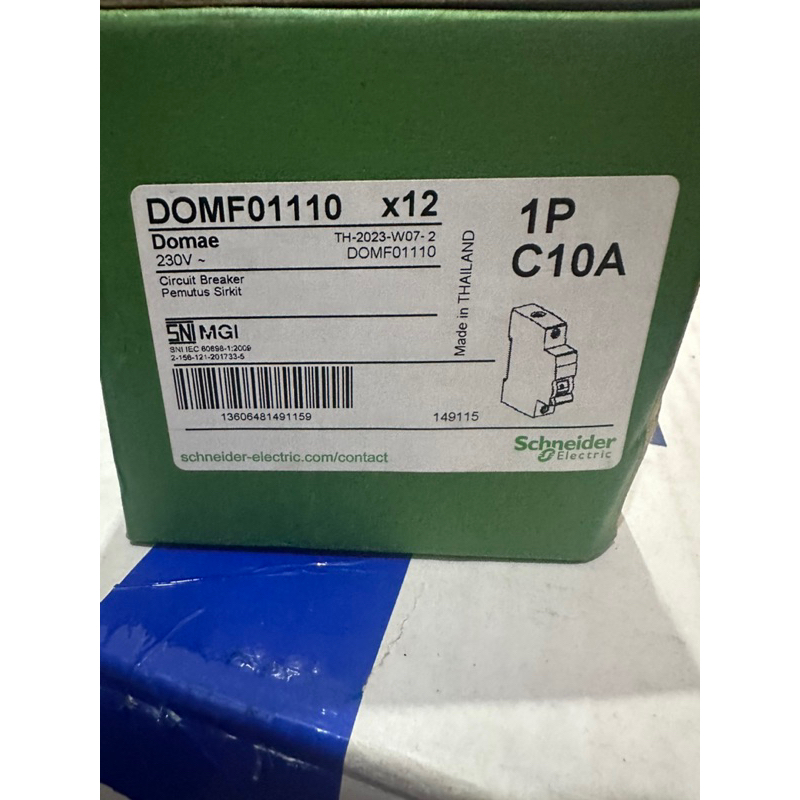 DOMF01110 x12
Domae
230V ~
TH-2023-W07- 2
DOMF01110
Circuit Breaker
Pemutus Sirkit
Made in THAILAND
1P
C10A
SNI MGI
SNI IEC 60898-1:2009
2-156-121-201733-5
13606481491159
149115
schneider-electric.com/contact
Schneider
Electric